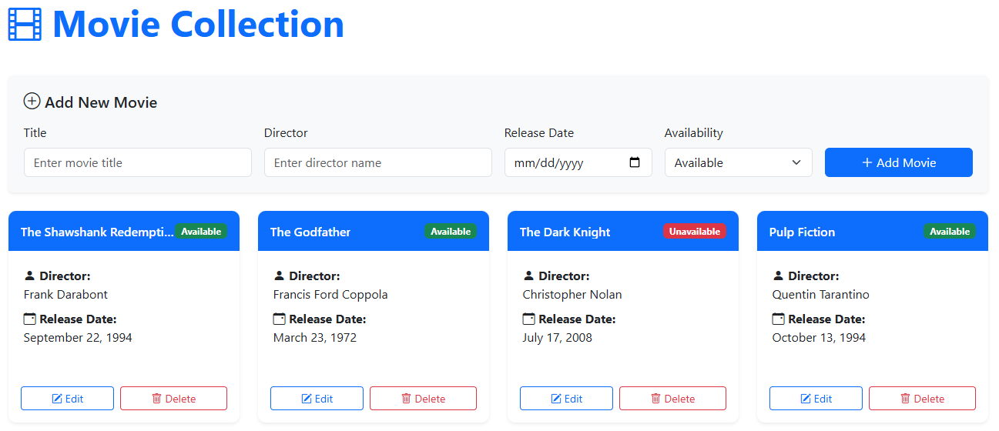 Movie Collection
Add New Movie
Title Director Release Date Availability
Enter movie title Enter director name mm/dd/yyyy Available + Add Movie
The Shawshank Redempti... Available The Godfather Available The Dark Knight Unavailable Pulp Fiction Available
Director: Director: Director: Director:
Frank Darabont Francis Ford Coppola Christopher Nolan Quentin Tarantino
Release Date: Release Date: Release Date: Release Date:
September 22, 1994 March 23, 1972 July 17, 2008 October 13, 1994
Edit Delete Edit Delete Edit Delete Edit Delete